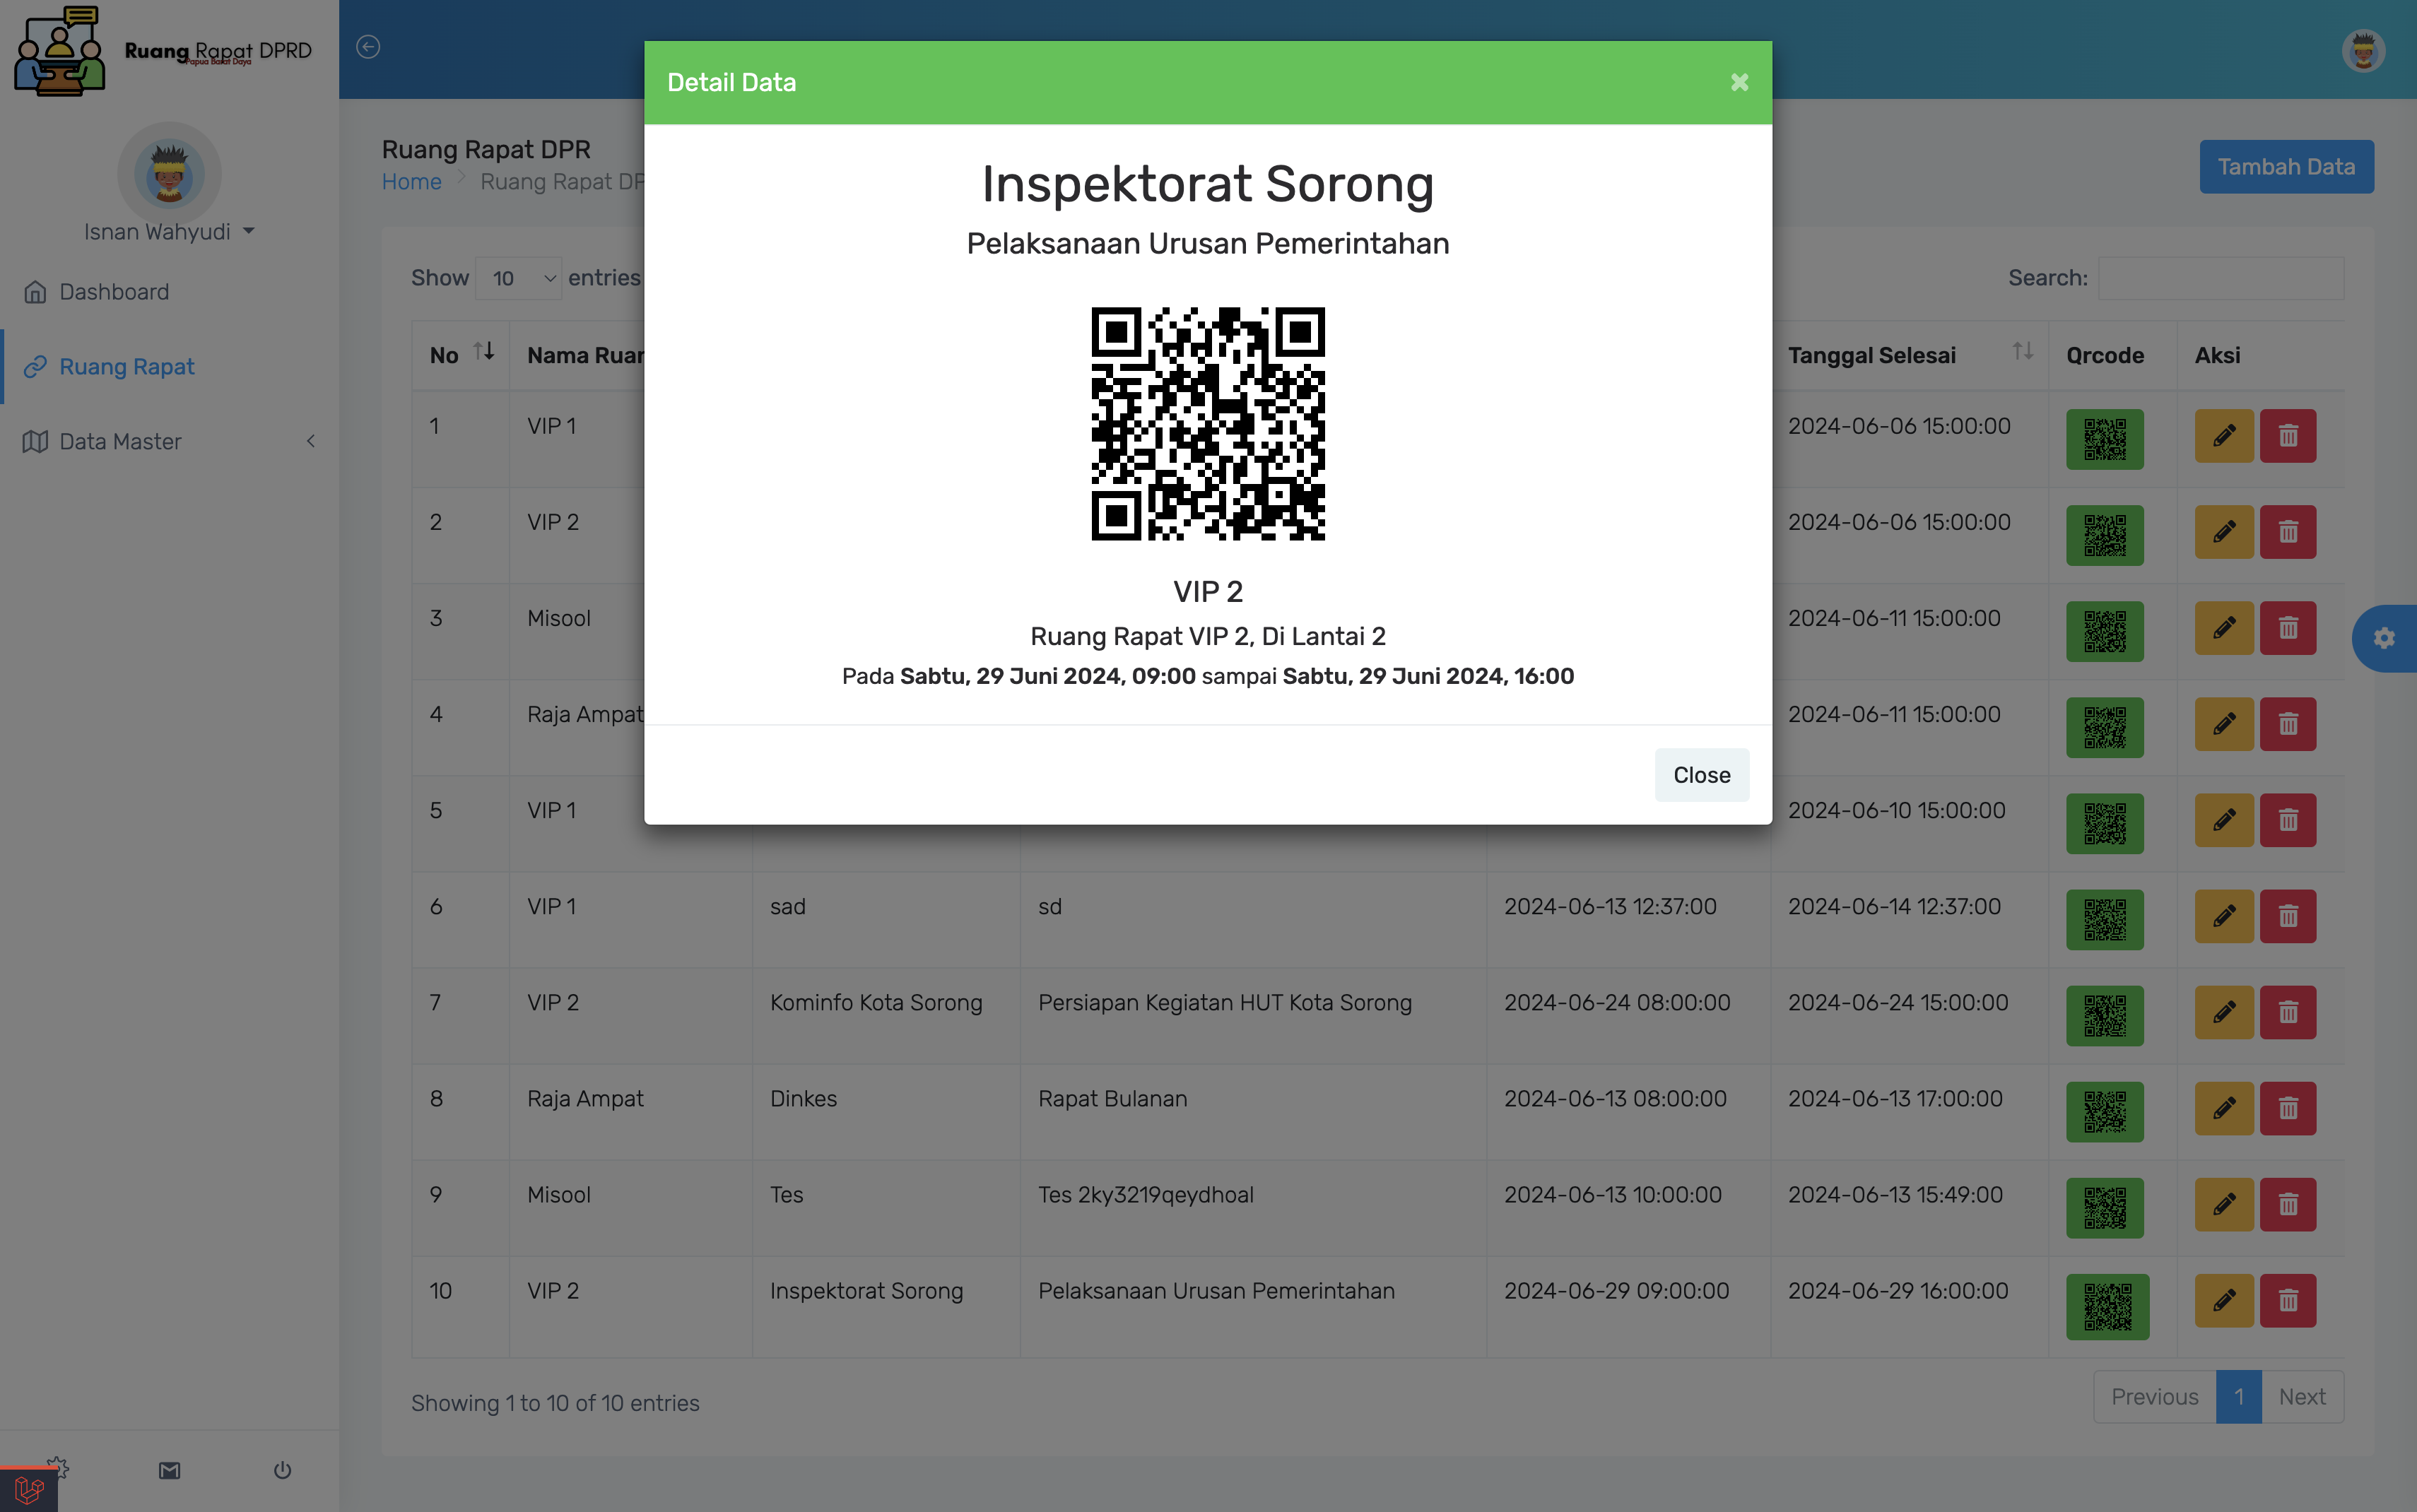 Ruang Rapat DPRD
Papua Barat Daya
Isnan Wahyudi
Dashboard
Ruang Rapat
Data Master
Ruang Rapat DPR
Home > Ruang Rapat DP
Tambah Data
Show 10 entries
Search:
No Nama Ruan Tanggal Selesai Qrcode Aksi
1 VIP 1 2024-06-06 15:00:00
2 VIP 2 2024-06-06 15:00:00
3 Misool 2024-06-11 15:00:00
4 Raja Ampat 2024-06-11 15:00:00
5 VIP 1 2024-06-10 15:00:00
6 VIP 1 sad sd 2024-06-13 12:37:00 2024-06-14 12:37:00
7 VIP 2 Kominfo Kota Sorong Persiapan Kegiatan HUT Kota Sorong 2024-06-24 08:00:00 2024-06-24 15:00:00
8 Raja Ampat Dinkes Rapat Bulanan 2024-06-13 08:00:00 2024-06-13 17:00:00
9 Misool Tes Tes 2ky3219qeydhoal 2024-06-13 10:00:00 2024-06-13 15:49:00
10 VIP 2 Inspektorat Sorong Pelaksanaan Urusan Pemerintahan 2024-06-29 09:00:00 2024-06-29 16:00:00
Showing 1 to 10 of 10 entries
Previous 1 Next
Detail Data ×
Inspektorat Sorong
Pelaksanaan Urusan Pemerintahan
VIP 2
Ruang Rapat VIP 2, Di Lantai 2
Pada Sabtu, 29 Juni 2024, 09:00 sampai Sabtu, 29 Juni 2024, 16:00
Close